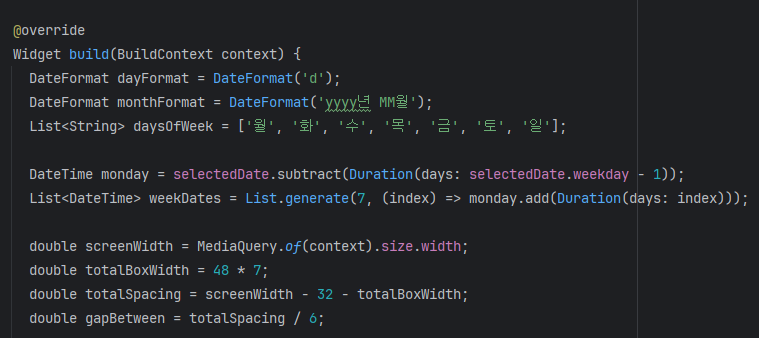 @override
Widget build(BuildContext context) {
DateFormat dayFormat = DateFormat('d');
DateFormat monthFormat = DateFormat('yyyy년 MM월');
List<String> daysOfWeek = ['월', '화', '수', '목', '금', '토', '일'];
DateTime monday = selectedDate.subtract(Duration(days: selectedDate.weekday - 1));
List<DateTime> weekDates = List.generate(7, (index) => monday.add(Duration(days: index)));
double screenWidth = MediaQuery.of(context).size.width;
double totalBoxWidth = 48 * 7;
double totalSpacing = screenWidth - 32 - totalBoxWidth;
double gapBetween = totalSpacing / 6;